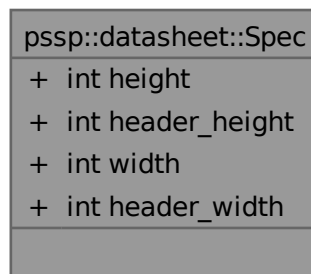 pssp::datasheet::Spec
+ int height
+ int header_height
+ int width
+ int header_width